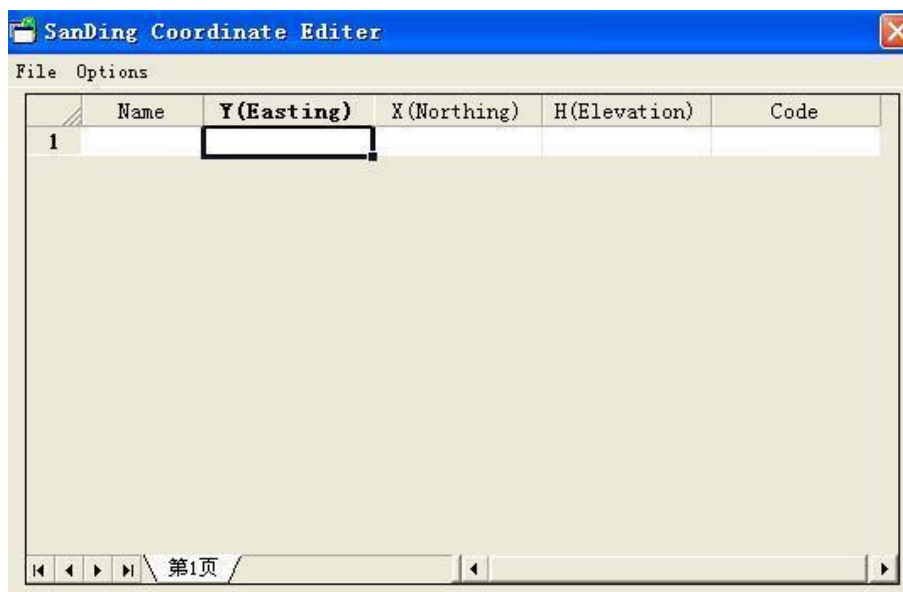 SanDing Coordinate Editer
File Options
Name Y(Easting) X(Northing) H(Elevation) Code
1
第1页